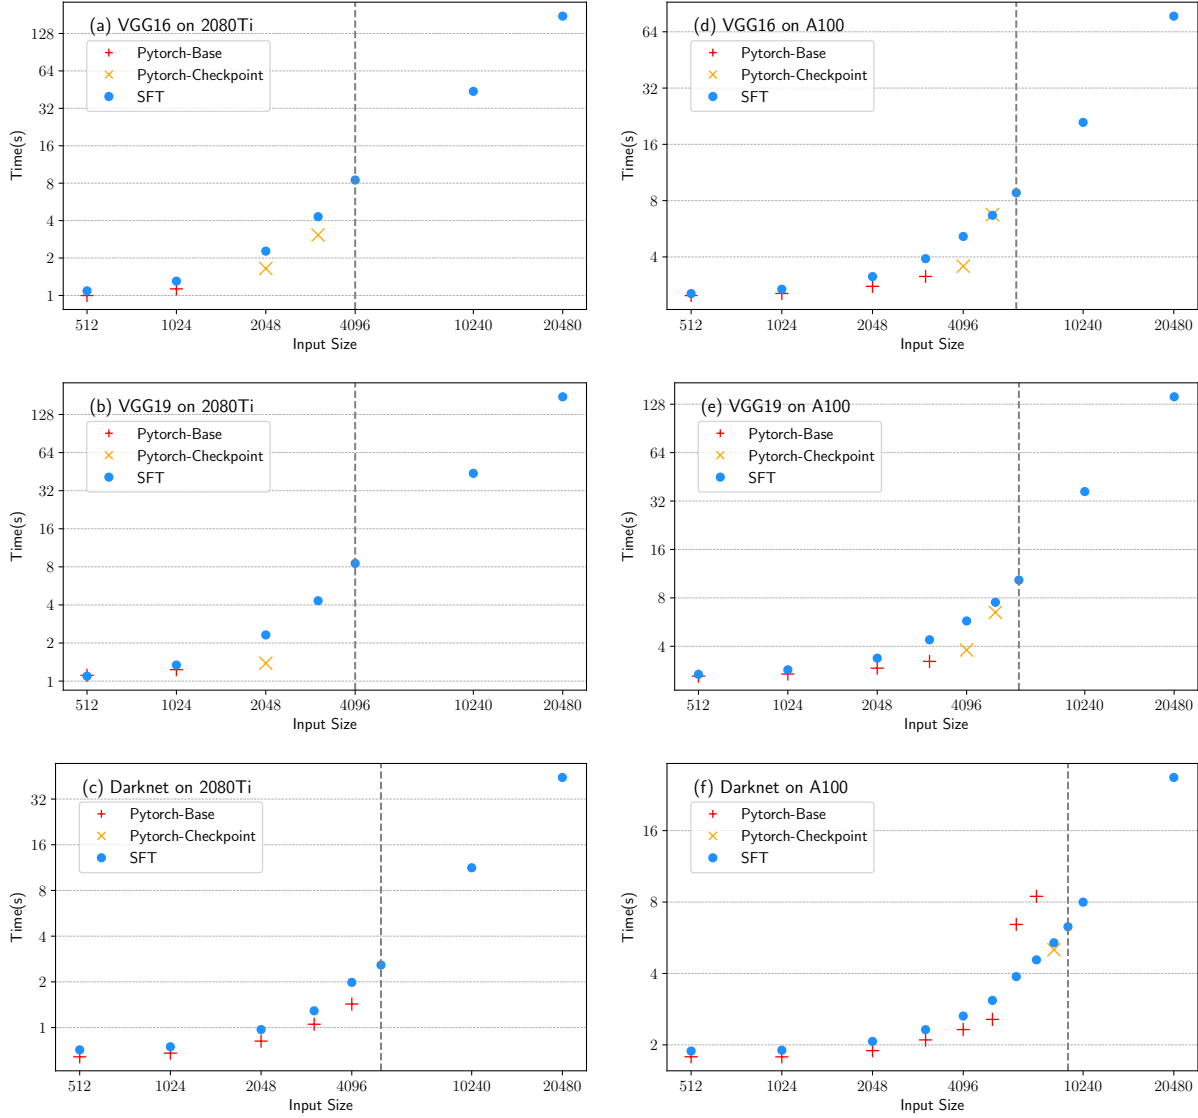 (a) VGG16 on 2080Ti
Pytorch-Base
Pytorch-Checkpoint
SFT
128
64
32
16
8
4
2
1
Time(s)
512 1024 2048 4096 10240 20480
Input Size
(d) VGG16 on A100
Pytorch-Base
Pytorch-Checkpoint
SFT
64
32
16
8
4
Time(s)
512 1024 2048 4096 10240 20480
Input Size
(b) VGG19 on 2080Ti
Pytorch-Base
Pytorch-Checkpoint
SFT
128
64
32
16
8
4
2
1
Time(s)
512 1024 2048 4096 10240 20480
Input Size
(e) VGG19 on A100
Pytorch-Base
Pytorch-Checkpoint
SFT
128
64
32
16
8
4
Time(s)
512 1024 2048 4096 10240 20480
Input Size
(c) Darknet on 2080Ti
Pytorch-Base
Pytorch-Checkpoint
SFT
32
16
8
4
2
1
Time(s)
512 1024 2048 4096 10240 20480
Input Size
(f) Darknet on A100
Pytorch-Base
Pytorch-Checkpoint
SFT
16
8
4
2
Time(s)
512 1024 2048 4096 10240 20480
Input Size